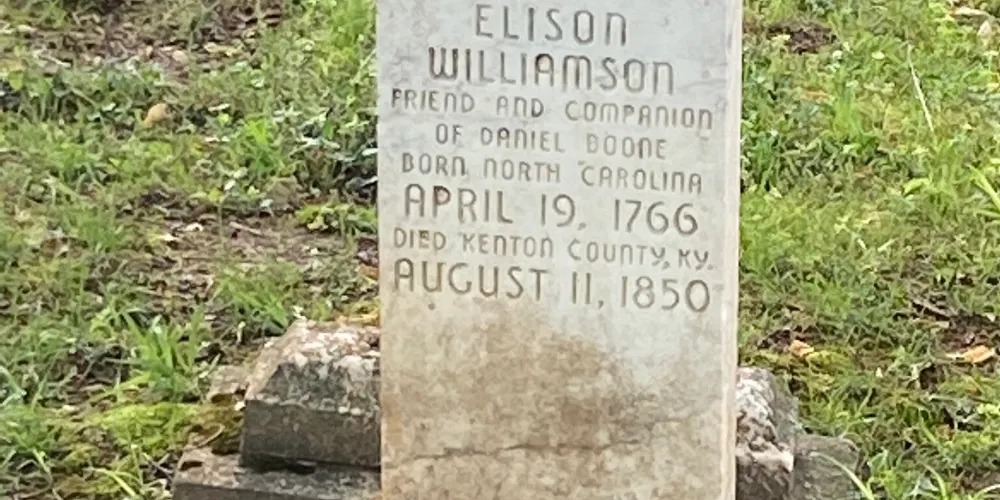 ELISON
WILLIAMSON
FRIEND AND COMPANION
OF DANIEL BOONE
BORN NORTH CAROLINA
APRIL 19, 1766
DIED KENTON COUNTY, KY.
AUGUST 11, 1850